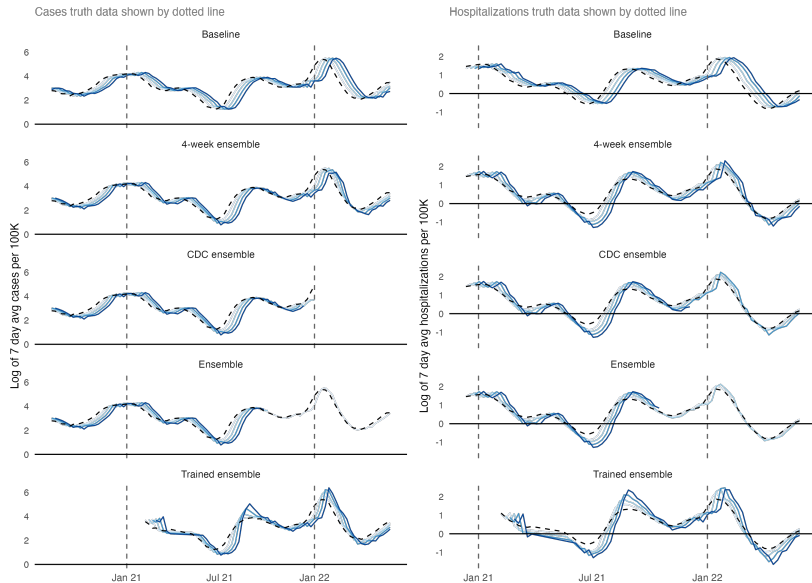 Cases truth data shown by dotted line
Baseline
6
4
2
0
4-week ensemble
6
4
2
0
CDC ensemble
6
4
2
0
Ensemble
6
4
2
0
Trained ensemble
6
4
2
0
Jan 21
Jul 21
Jan 22
Log of 7 day avg cases per 100K
Hospitalizations truth data shown by dotted line
Baseline
2
1
0
-1
4-week ensemble
2
1
0
-1
CDC ensemble
2
1
0
-1
Ensemble
2
1
0
-1
Trained ensemble
2
1
0
-1
Jan 21
Jul 21
Jan 22
Log of 7 day avg hospitalizations per 100K